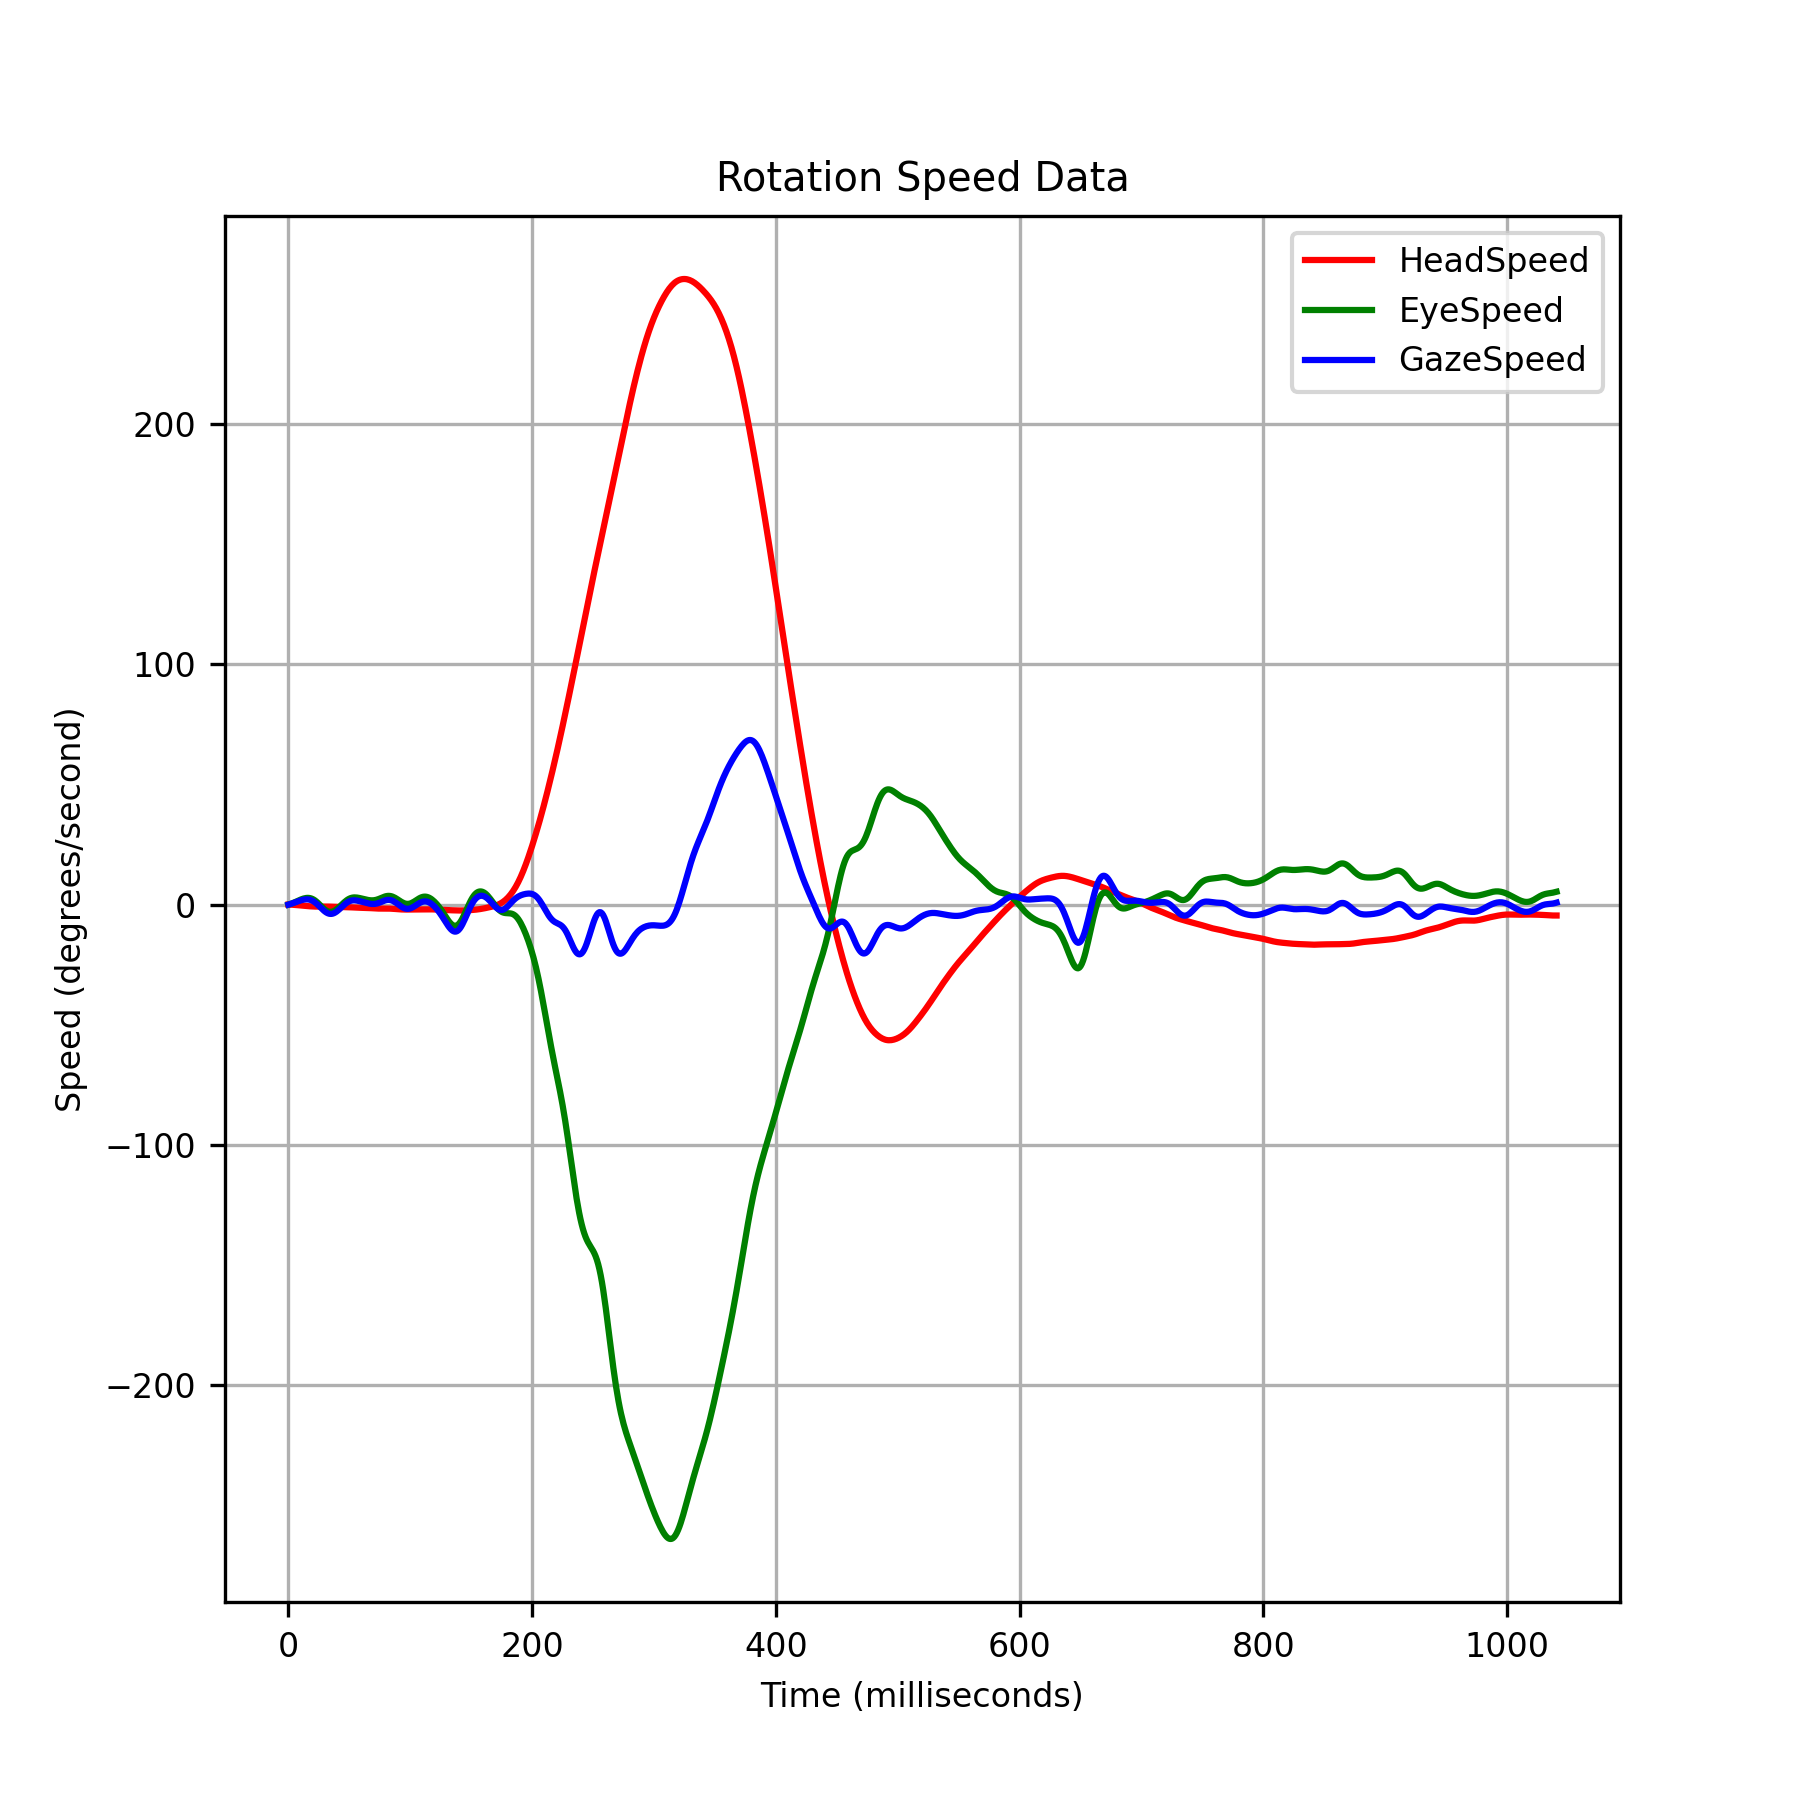 Rotation Speed Data
HeadSpeed
EyeSpeed
GazeSpeed
200
100
0
−100
−200
Speed (degrees/second)
0 200 400 600 800 1000
Time (milliseconds)